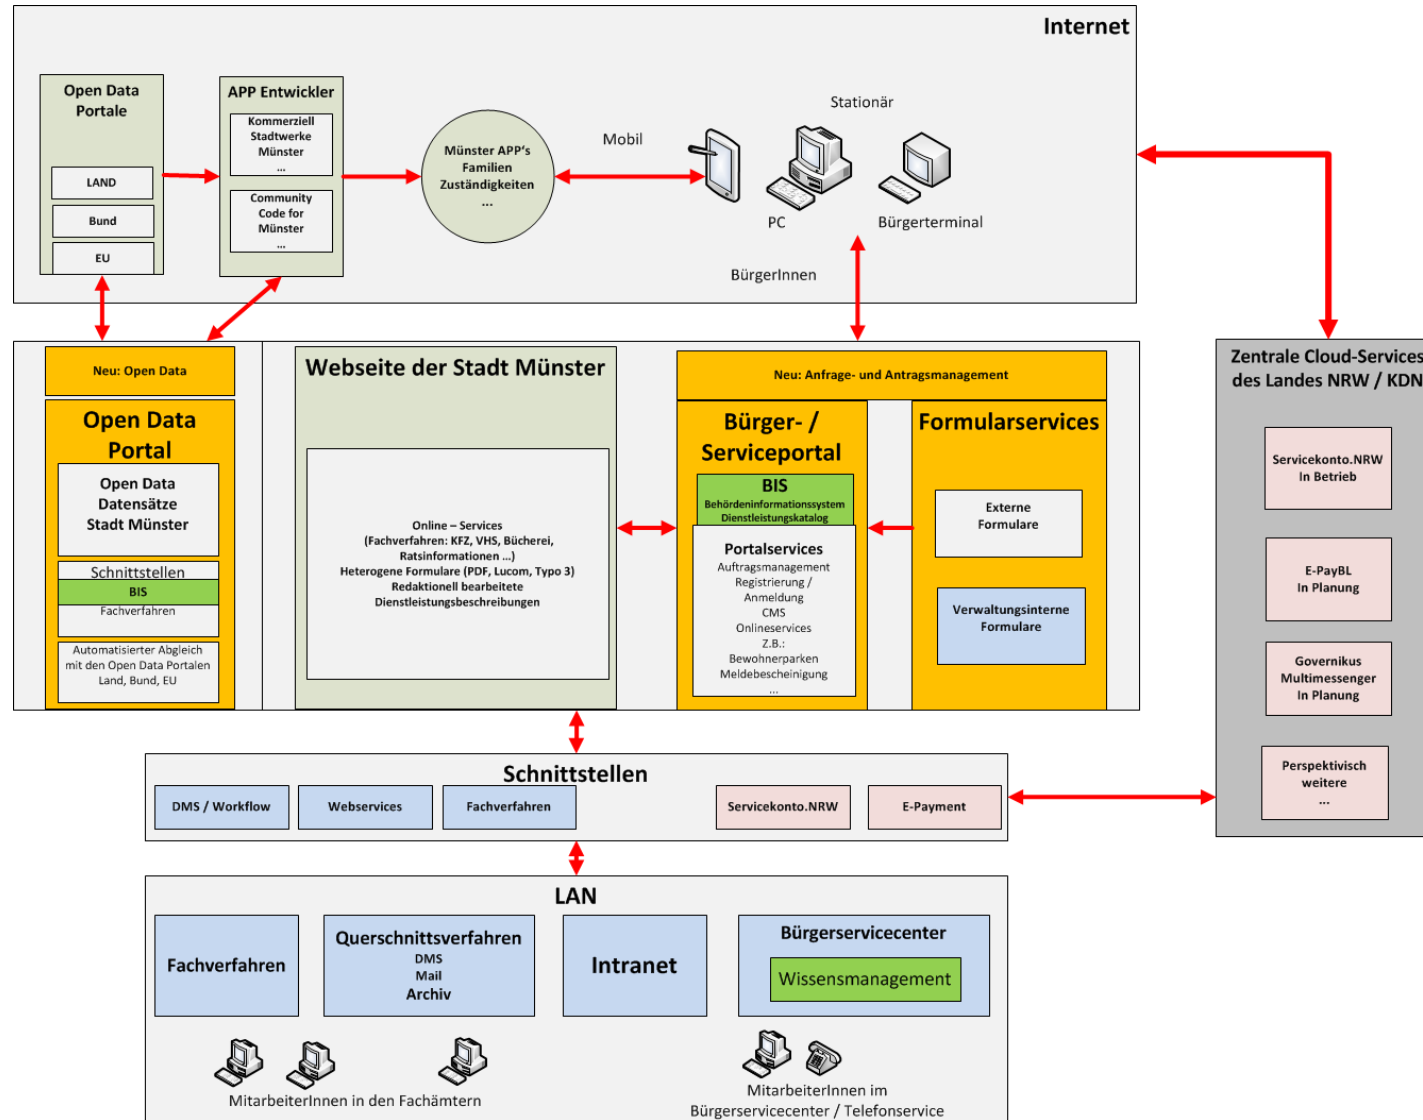 Internet
Open Data
Portale
LAND
Bund
EU
APP Entwickler
Kommerziell
Stadtwerke
Münster
...
Community
Code for
Münster
...
Münster APP's
Familien
Zuständigkeiten
...
Mobil
Stationär
PC
Bürgerterminal
BürgerInnen
Neu: Open Data
Open Data
Portal
Open Data
Datensätze
Stadt Münster
Schnittstellen
BIS
Fachverfahren
Automatisierter Abgleich
mit den Open Data Portalen
Land, Bund, EU
Webseite der Stadt Münster
Online – Services
(Fachverfahren: KFZ, VHS, Bücherei,
Ratsinformationen ...)
Heterogene Formulare (PDF, Lucom, Typo 3)
Redaktionell bearbeitete
Dienstleistungsbeschreibungen
Neu: Anfrage- und Antragsmanagement
Bürger- /
Serviceportal
BIS
Behördeninformationssystem
Dienstleistungskatalog
Portalservices
Auftragsmanagement
Registrierung /
Anmeldung
CMS
Onlineservices
Z.B.:
Bewohnerparken
Meldebescheinigung
...
Formularservices
Externe
Formulare
Verwaltungsinterne
Formulare
Zentrale Cloud-Services
des Landes NRW / KDN
Servicekonto.NRW
In Betrieb
E-PayBL
In Planung
Governikus
Multimessenger
In Planung
Perspektivisch
weitere
...
Schnittstellen
DMS / Workflow
Webservices
Fachverfahren
Servicekonto.NRW
E-Payment
LAN
Fachverfahren
Querschnittsverfahren
DMS
Mail
Archiv
Intranet
Bürgerservicecenter
Wissensmanagement
MitarbeiterInnen in den Fachämtern
MitarbeiterInnen im
Bürgerservicecenter / Telefonservice